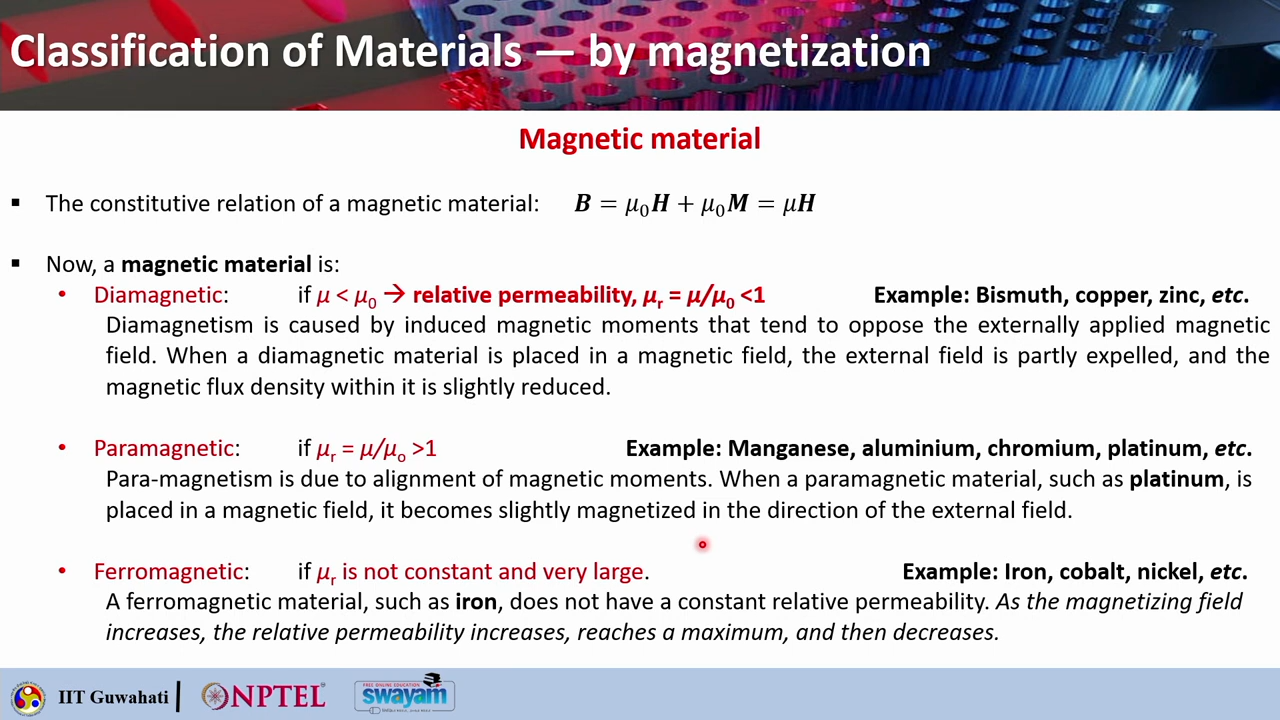 Classification of Materials — by magnetization
Magnetic material
▪ The constitutive relation of a magnetic material: B = μ₀H + μ₀M = μH
▪ Now, a magnetic material is:
• Diamagnetic: if μ < μ₀ → relative permeability, μᵣ = μ/μ₀ <1 Example: Bismuth, copper, zinc, etc.
Diamagnetism is caused by induced magnetic moments that tend to oppose the externally applied magnetic
field. When a diamagnetic material is placed in a magnetic field, the external field is partly expelled, and the
magnetic flux density within it is slightly reduced.
• Paramagnetic: if μᵣ = μ/μₒ >1 Example: Manganese, aluminium, chromium, platinum, etc.
Para-magnetism is due to alignment of magnetic moments. When a paramagnetic material, such as platinum, is
placed in a magnetic field, it becomes slightly magnetized in the direction of the external field.
• Ferromagnetic: if μᵣ is not constant and very large. Example: Iron, cobalt, nickel, etc.
A ferromagnetic material, such as iron, does not have a constant relative permeability. As the magnetizing field
increases, the relative permeability increases, reaches a maximum, and then decreases.
IIT Guwahati | NPTEL FREE ONLINE EDUCATION swayam